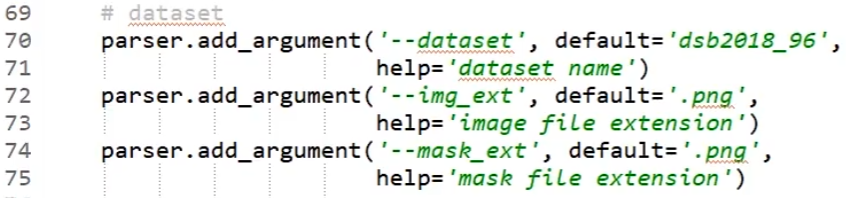 69 # dataset
70 parser.add_argument('--dataset', default='dsb2018_96',
71 help='dataset name')
72 parser.add_argument('--img_ext', default='.png',
73 help='image file extension')
74 parser.add_argument('--mask_ext', default='.png',
75 help='mask file extension')